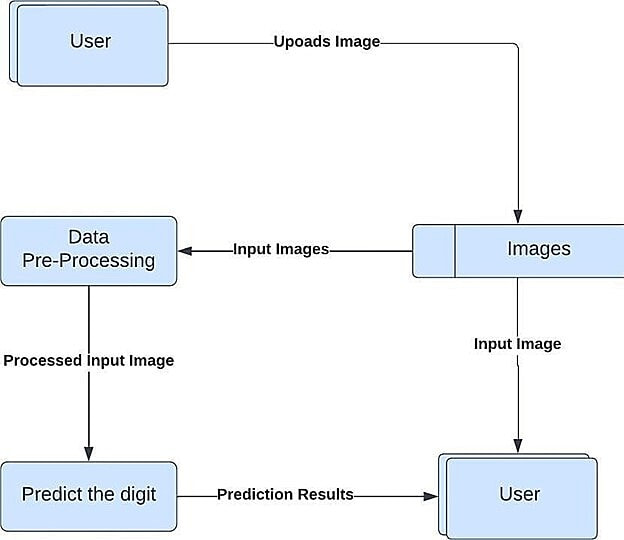 User
Upoads Image
Data
Pre-Processing
Input Images
Images
Processed Input Image
Input Image
Predict the digit
Prediction Results
User